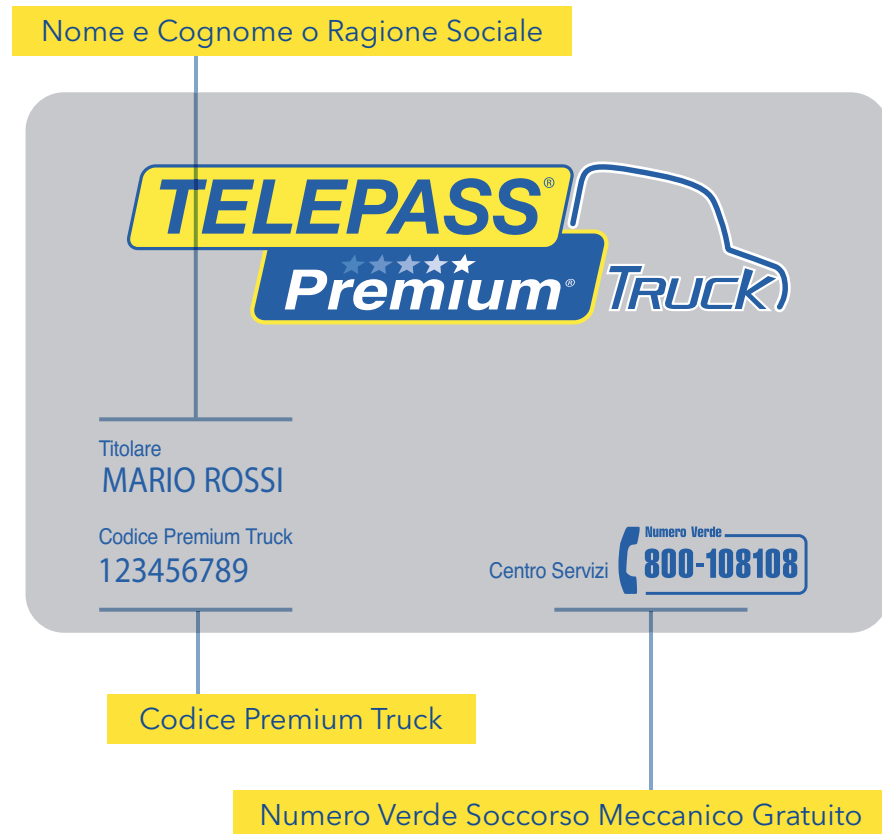 Nome e Cognome o Ragione Sociale
TELEPASS®
Premium®
TRUCK
Titolare
MARIO ROSSI
Codice Premium Truck
123456789
Numero Verde
Centro Servizi 800-108108
Codice Premium Truck
Numero Verde Soccorso Meccanico Gratuito